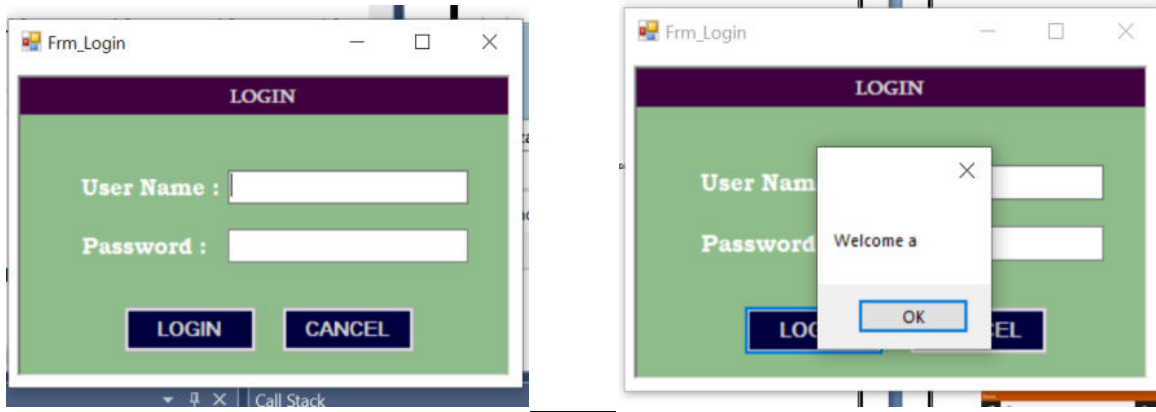 Frm_Login
LOGIN
User Name :
Password :
LOGIN
CANCEL
Call Stack
Frm_Login
LOGIN
User Nam
Password
Welcome a
OK
LOG
EL